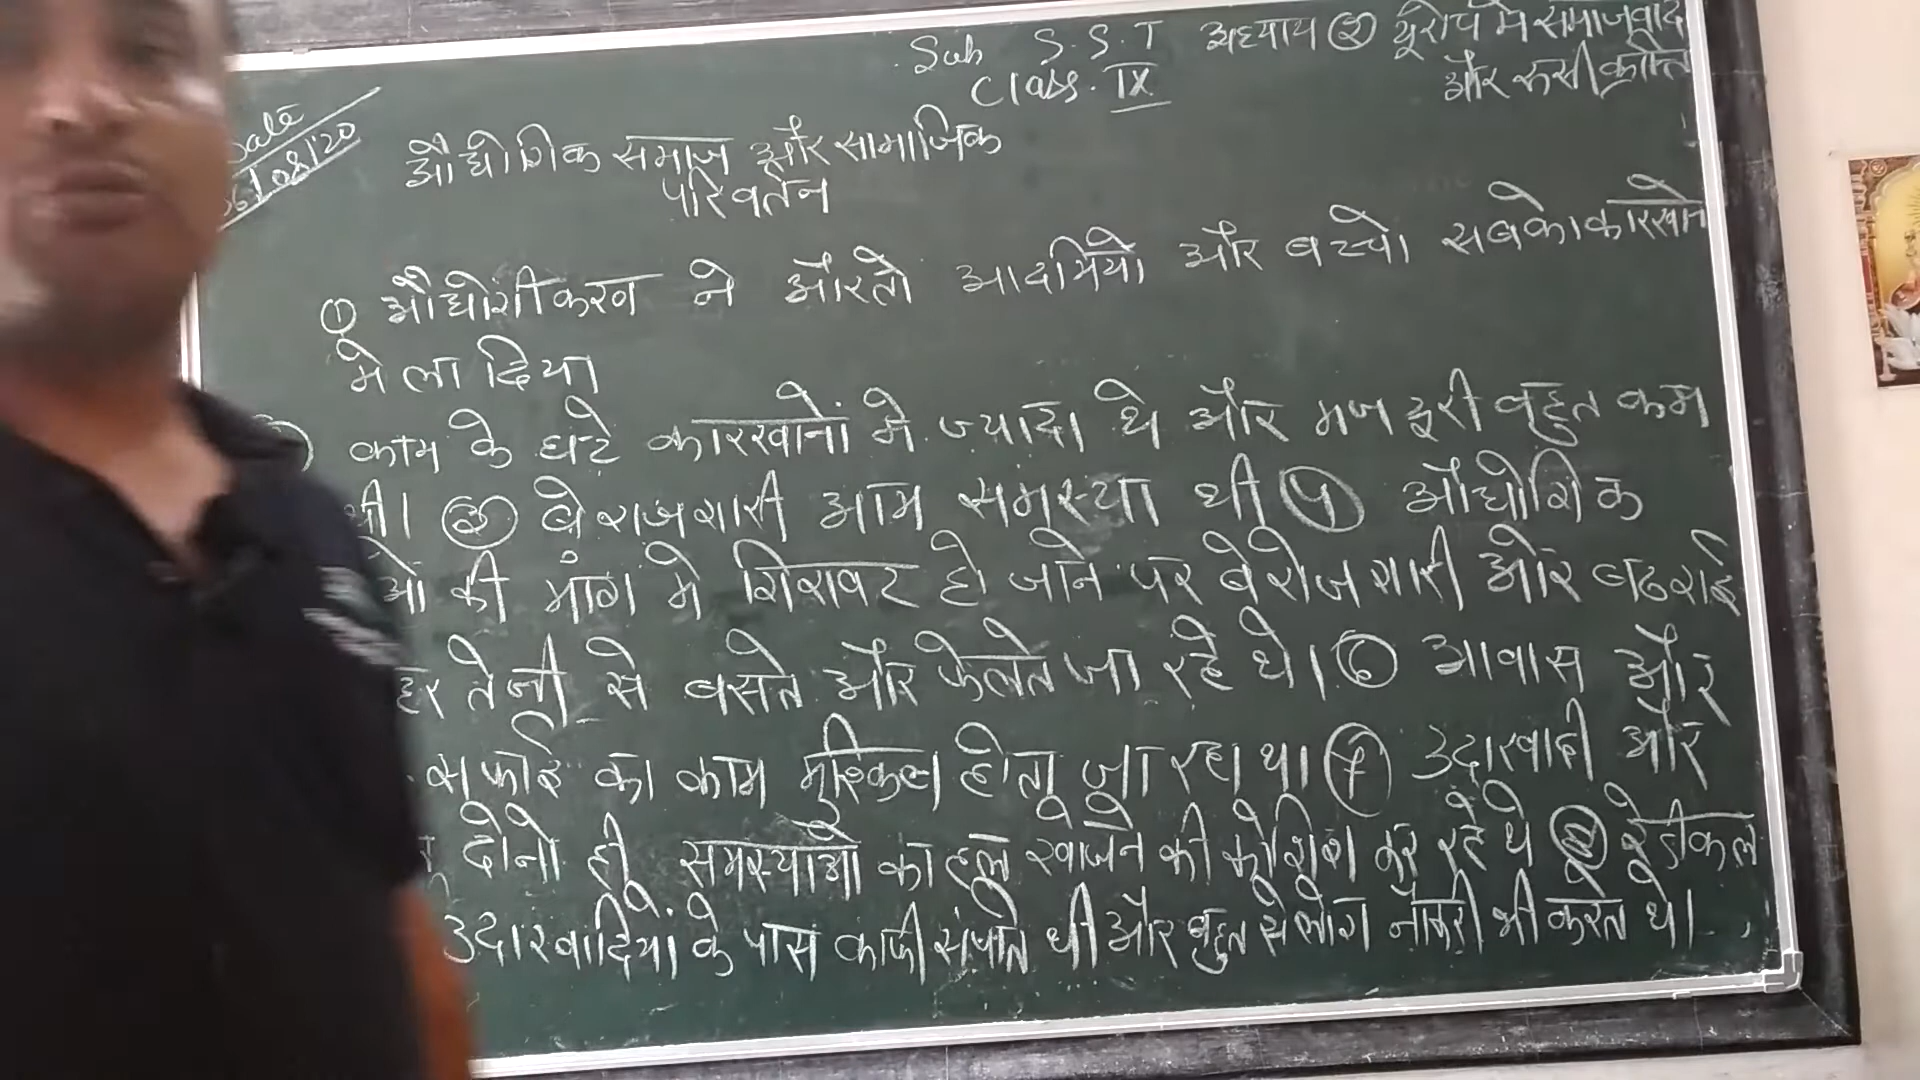 Sub S.S.T अध्याय ② यूरोप मे समाजवाद
Class. IX और रूसी क्रान्ति
Date
6/08/20
औद्योगिक समाज और सामाजिक
परिवर्तन
① औद्योगीकरण ने औरतो आदमियो और बच्चो सबको कारखाने
मे ला दिया
काम के घंटे कारखानों मे ज्यादा थे और मजदूरी बहुत कम
थी। ③ बेराजगारी आम समस्या थी ४ औद्योगिक
ओं की मांग मे गिरावट हो जाने पर बेरोजगारी और बढगई
हर तेजी से बसते और फेलते जा रहे थे। ⑥ आवास और
सफाई का काम मुश्किल होता जा रहा था ⑦ उदारवादी और
दोनो ही समस्याओ का हल खोजने की कोशिश कर रहे थे ⑧ रेडीकल
उदारवादियों के पास काफी संपति थी और बहुत से लोग नौकरी भी करते थे।